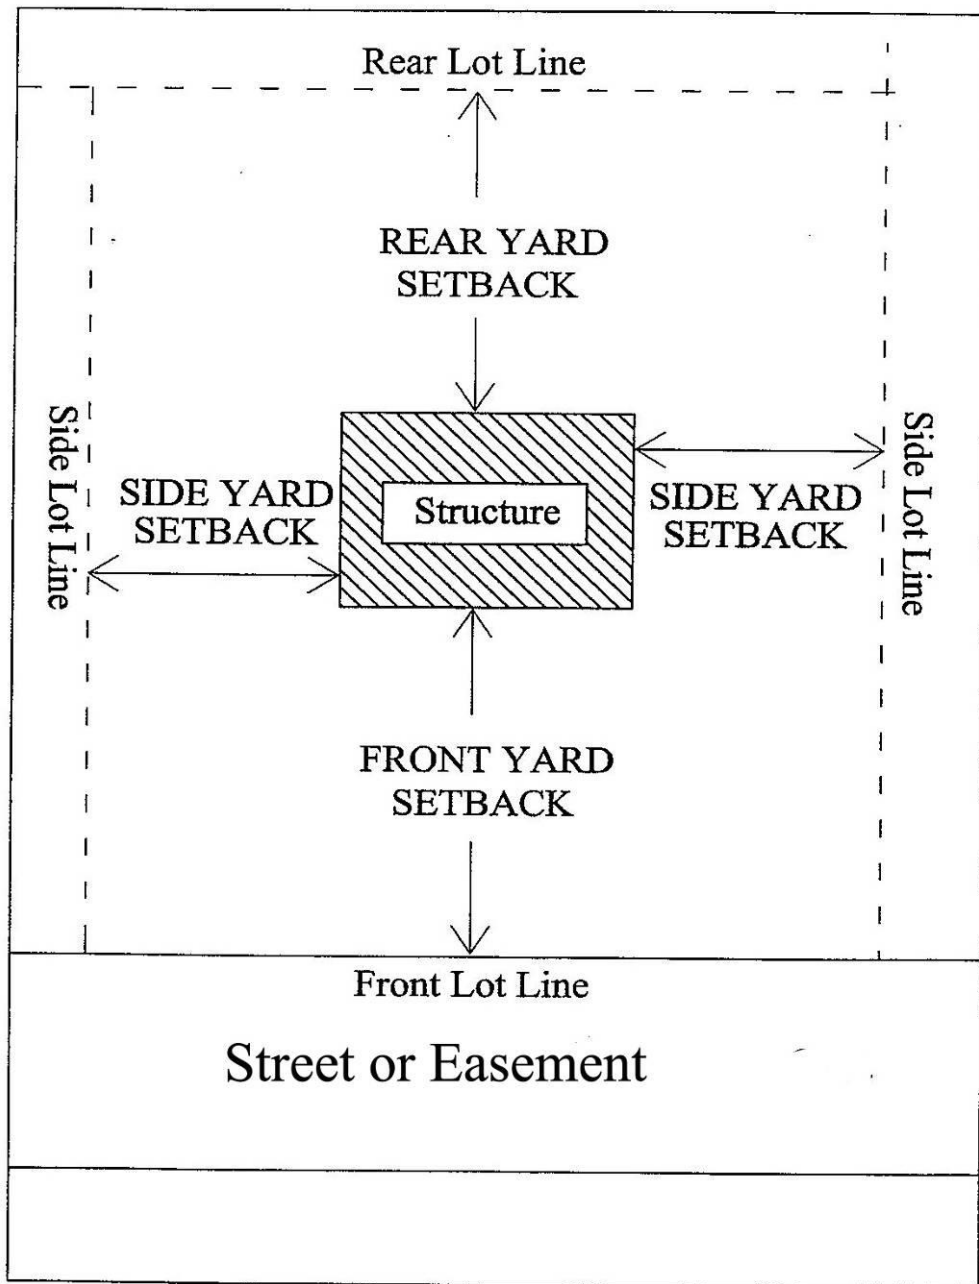 Rear Lot Line
REAR YARD
SETBACK
Side Lot Line
SIDE YARD
SETBACK
Structure
SIDE YARD
SETBACK
Side Lot Line
FRONT YARD
SETBACK
Front Lot Line
Street or Easement